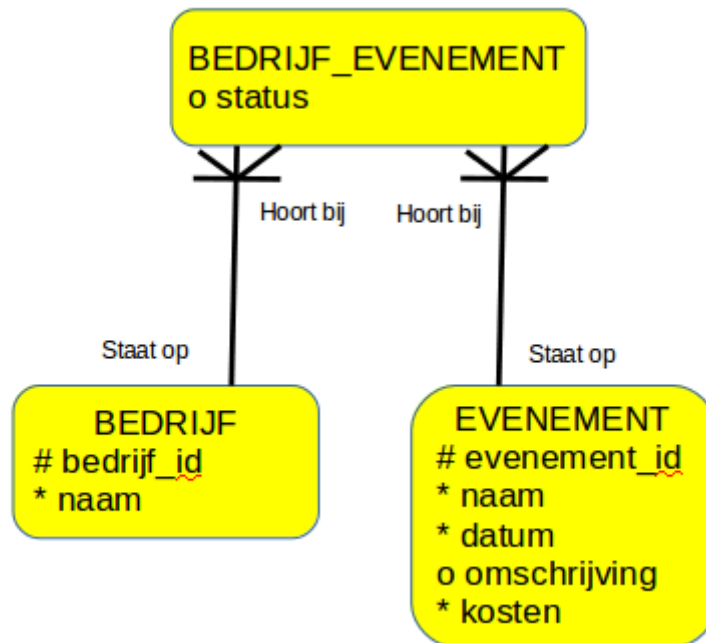 BEDRIJF_EVENEMENT
o status
Hoort bij
Hoort bij
Staat op
Staat op
BEDRIJF
# bedrijf_id
* naam
EVENEMENT
# evenement_id
* naam
* datum
o omschrijving
* kosten